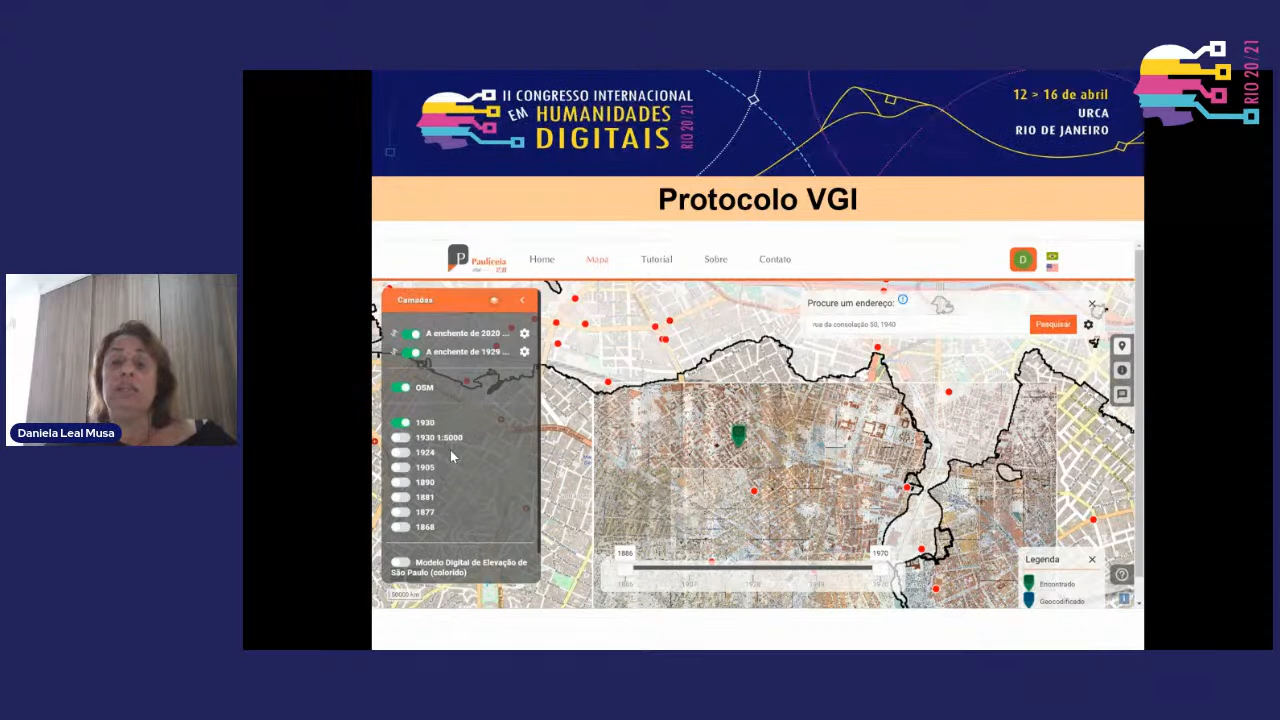 II CONGRESSO INTERNACIONAL
EM HUMANIDADES
DIGITAIS
RIO 20/21
12 > 16 de abril
URCA
RIO DE JANEIRO
RIO 20/21
Protocolo VGI
P Pauliceia
Home Mapa Tutorial Sobre Contato
D
Camadas
A enchente de 2020 ...
A enchente de 1929 ...
OSM
1930
1930 1:5000
1924
1905
1890
1881
1877
1868
Modelo Digital de Elevação de
São Paulo (colorido)
Procure um endereço:
rua da consolação 50, 1940
Pesquisar
1886 1970
Legenda
Encontrado
Geocodificado
Daniela Leal Musa